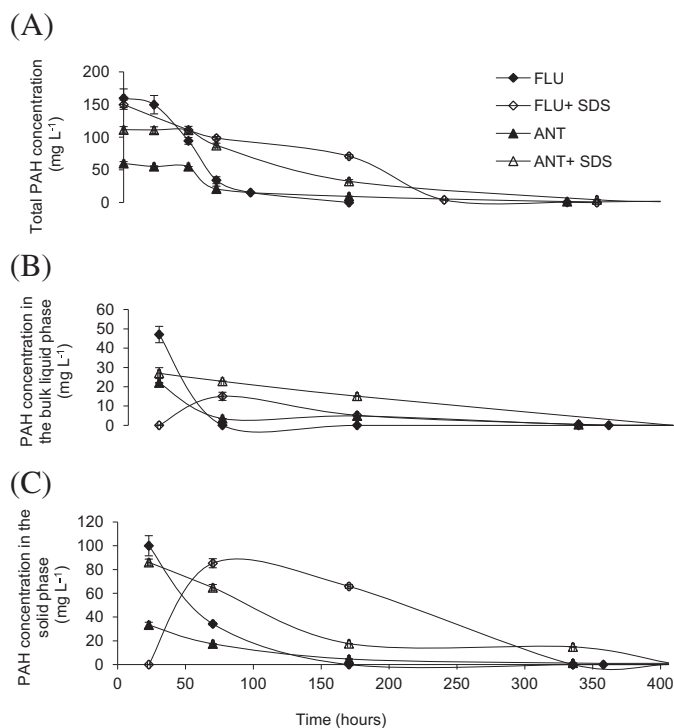 (A)
Total PAH concentration
(mg L-1)
200
150
100
50
0
FLU
FLU+ SDS
ANT
ANT+ SDS
(B)
PAH concentration in
the bulk liquid phase
(mg L-1)
60
50
40
30
20
10
0
(C)
PAH concentration in the
solid phase
(mg L-1)
120
100
80
60
40
20
0
0 50 100 150 200 250 300 350 400
Time (hours)